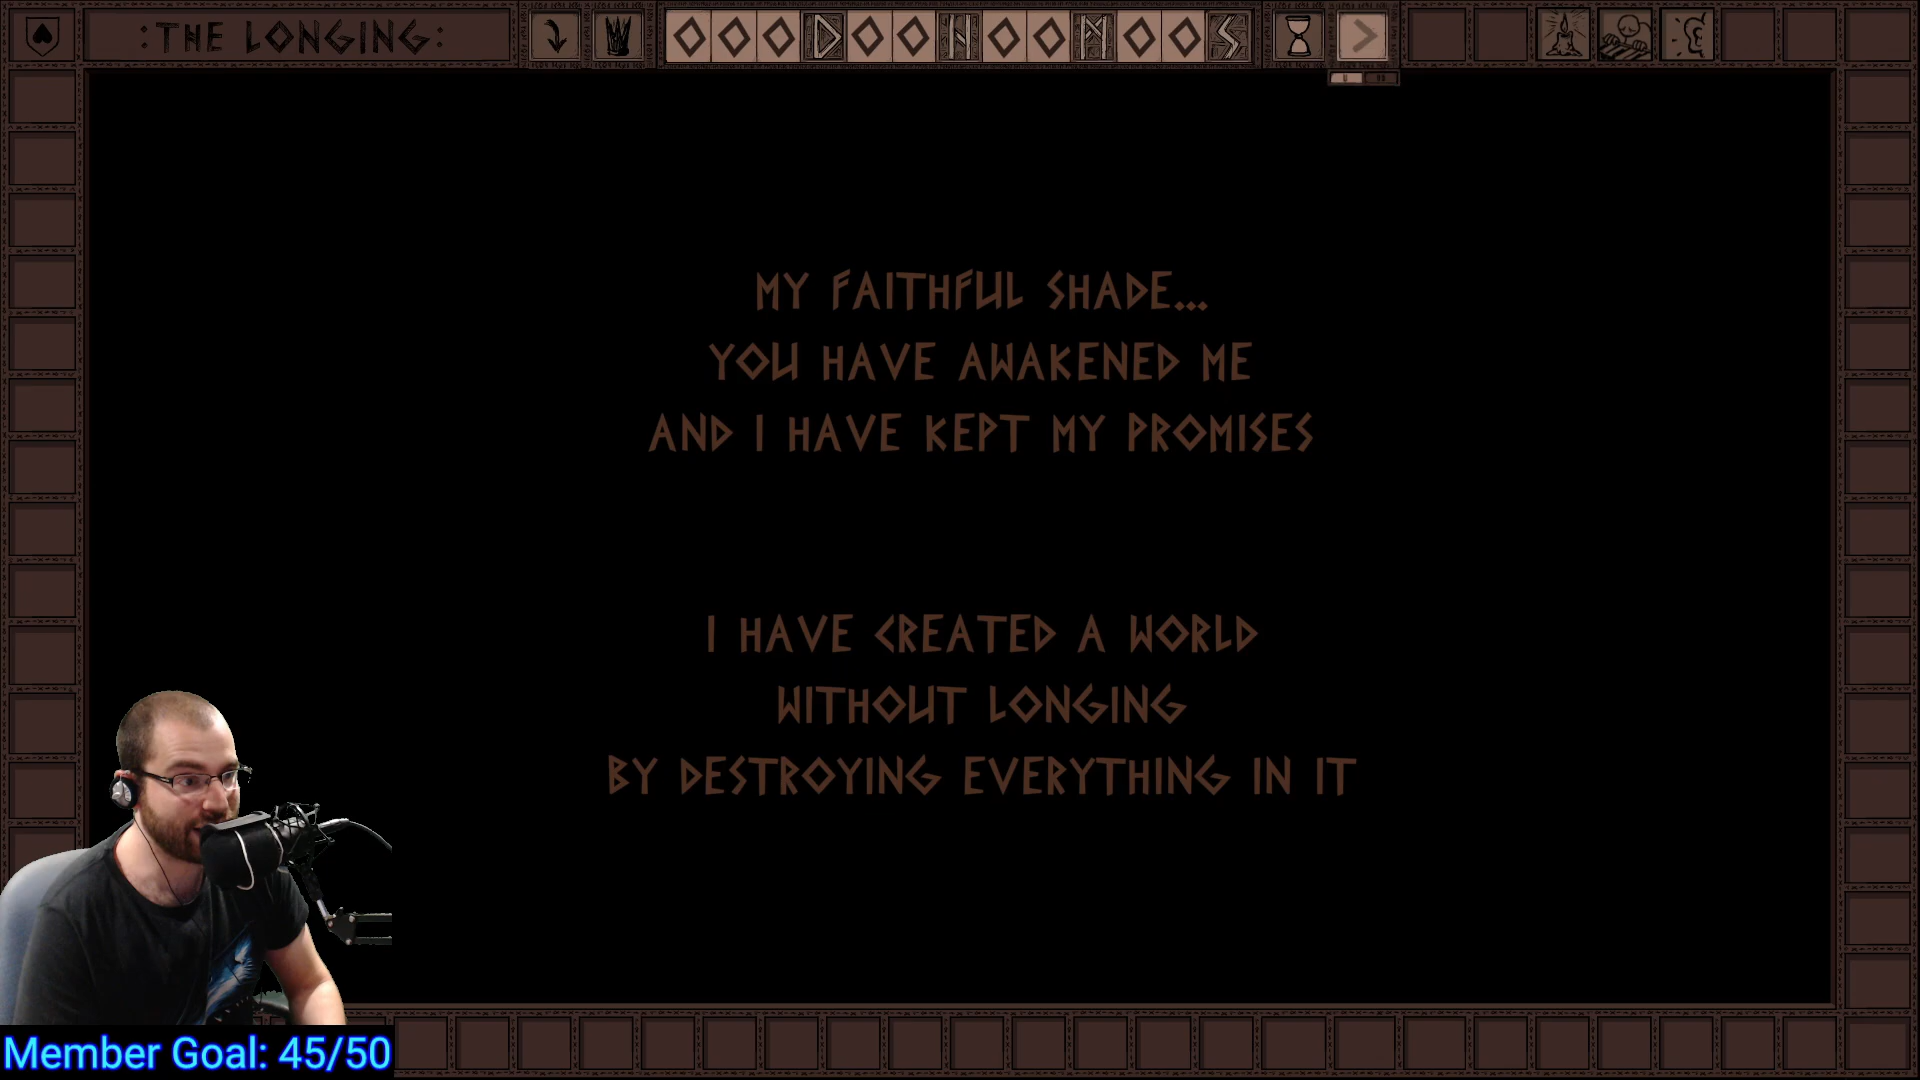 :THE LONGING:
D H M S
MY FAITHFUL SHADE...
YOU HAVE AWAKENED ME
AND I HAVE KEPT MY PROMISES
I HAVE CREATED A WORLD
WITHOUT LONGING
BY DESTROYING EVERYTHING IN IT
Member Goal: 45/50